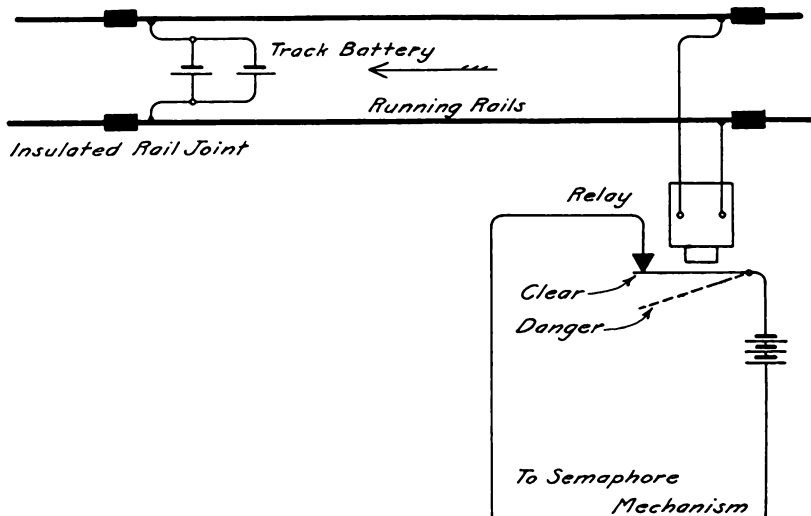 Track Battery
Running Rails
Insulated Rail Joint
Relay
Clear
Danger
To Semaphore
Mechanism